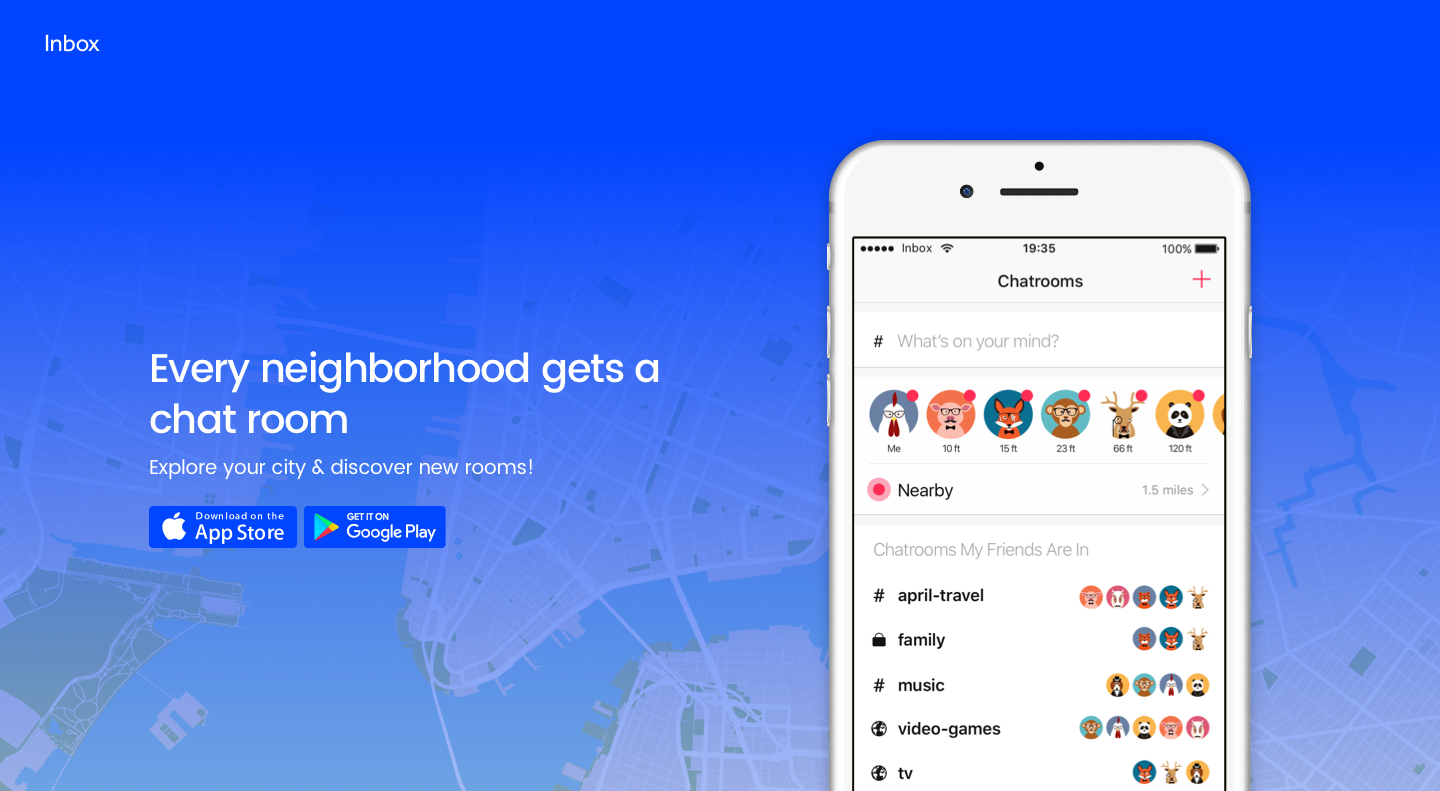 Inbox
Every neighborhood gets a
chat room
Explore your city & discover new rooms!
Download on the
App Store
GET IT ON
Google Play
Inbox 19:35 100%
Chatrooms
# What's on your mind?
Me 10 ft 15 ft 23 ft 66 ft 120 ft
Nearby 1.5 miles
Chatrooms My Friends Are In
# april-travel
family
# music
video-games
tv